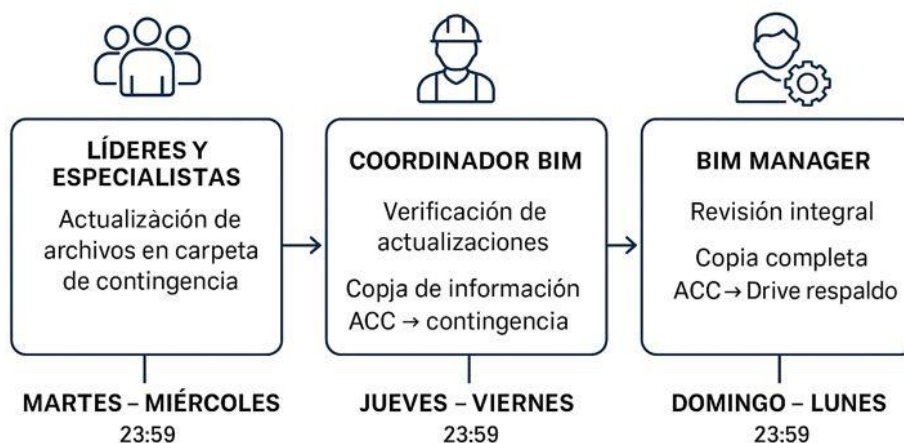 LÍDERES Y
ESPECIALISTAS
Actualizàción de
archivos en carpeta
de contingencia
MARTES – MIÉRCOLES
23:59
COORDINADOR BIM
Verificación de
actualizaciones
Copja de información
ACC → contingencia
JUEVES – VIERNES
23:59
BIM MANAGER
Revisión integral
Copia completa
ACC → Drive respaldo
DOMINGO – LUNES
23:59